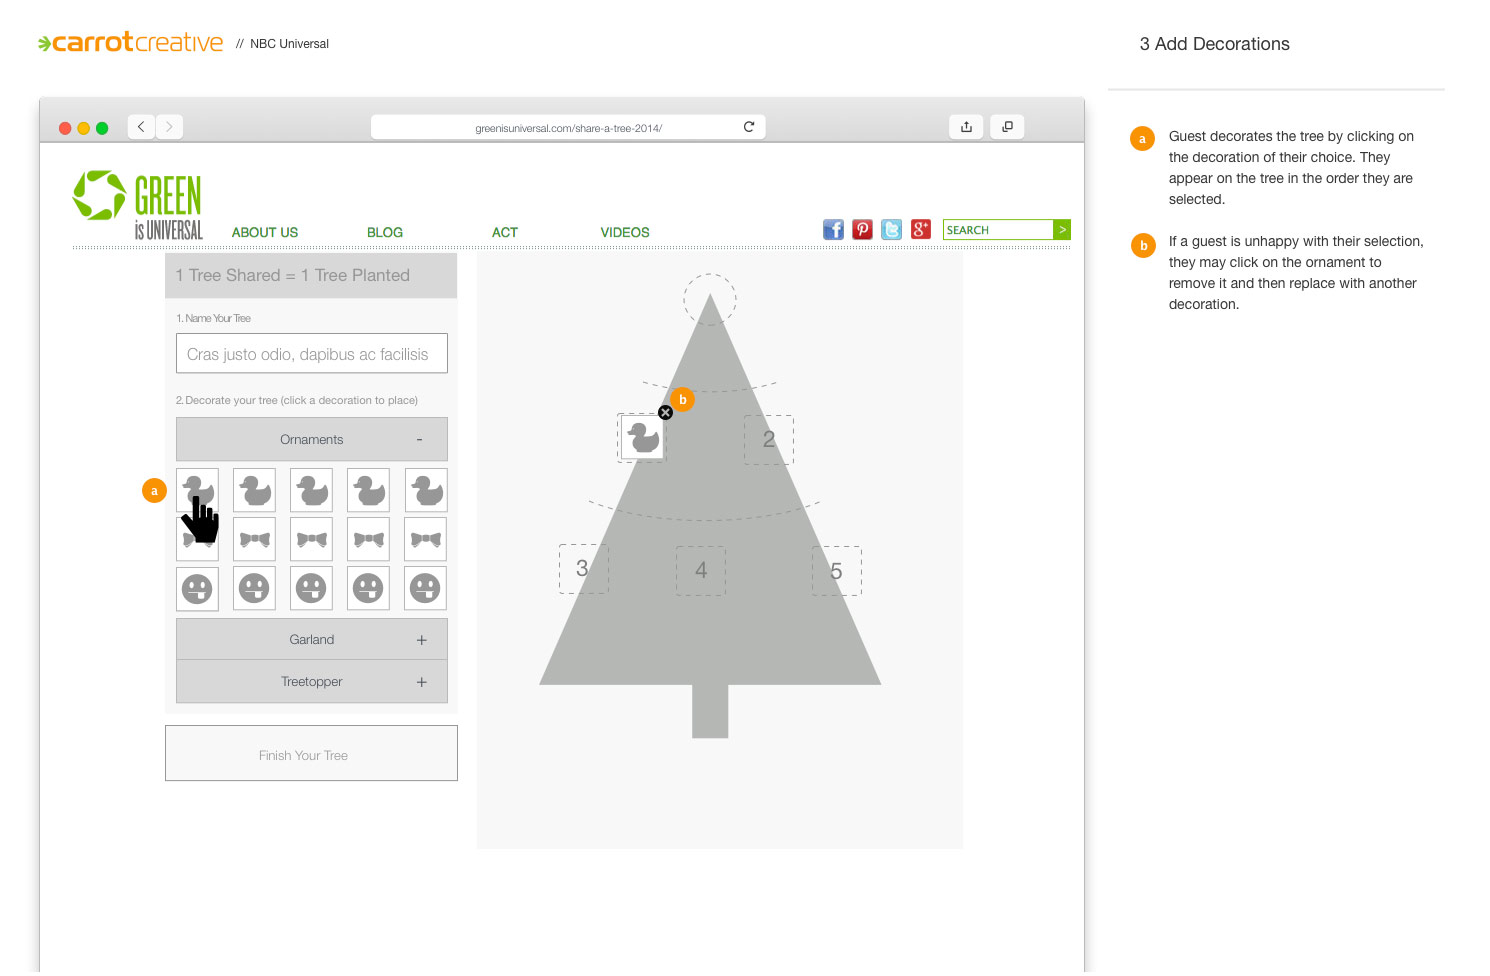 carrotcreative // NBC Universal
3 Add Decorations
greenisuniversal.com/share-a-tree-2014/
GREEN
is UNIVERSAL
ABOUT US BLOG ACT VIDEOS
f P t g+ SEARCH >
1 Tree Shared = 1 Tree Planted
1. Name Your Tree
Cras justo odio, dapibus ac facilisis
2. Decorate your tree (click a decoration to place)
Ornaments -
a
Garland +
Treetopper +
Finish Your Tree
b
2
3 4 5
a Guest decorates the tree by clicking on
the decoration of their choice. They
appear on the tree in the order they are
selected.
b If a guest is unhappy with their selection,
they may click on the ornament to
remove it and then replace with another
decoration.